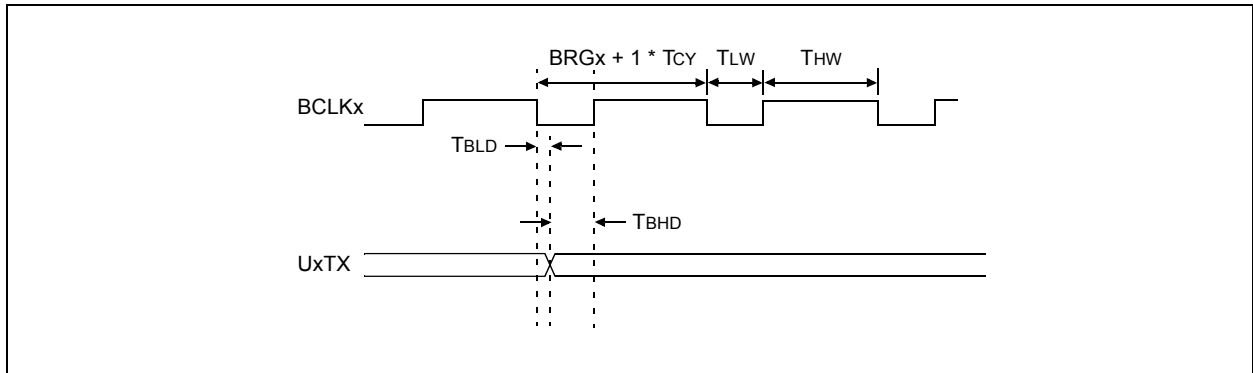 BRGx + 1 * TCY TLW THW
BCLKx
TBLD
TBHD
UxTX